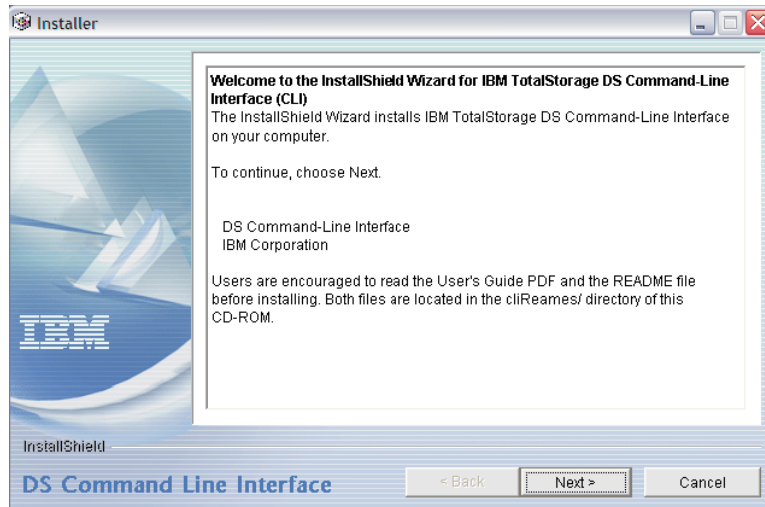 Installer
Welcome to the InstallShield Wizard for IBM TotalStorage DS Command-Line
Interface (CLI)
The InstallShield Wizard installs IBM TotalStorage DS Command-Line Interface
on your computer.
To continue, choose Next.
DS Command-Line Interface
IBM Corporation
Users are encouraged to read the User's Guide PDF and the README file
before installing. Both files are located in the cliReames/ directory of this
CD-ROM.
IBM
InstallShield
DS Command Line Interface
< Back
Next >
Cancel